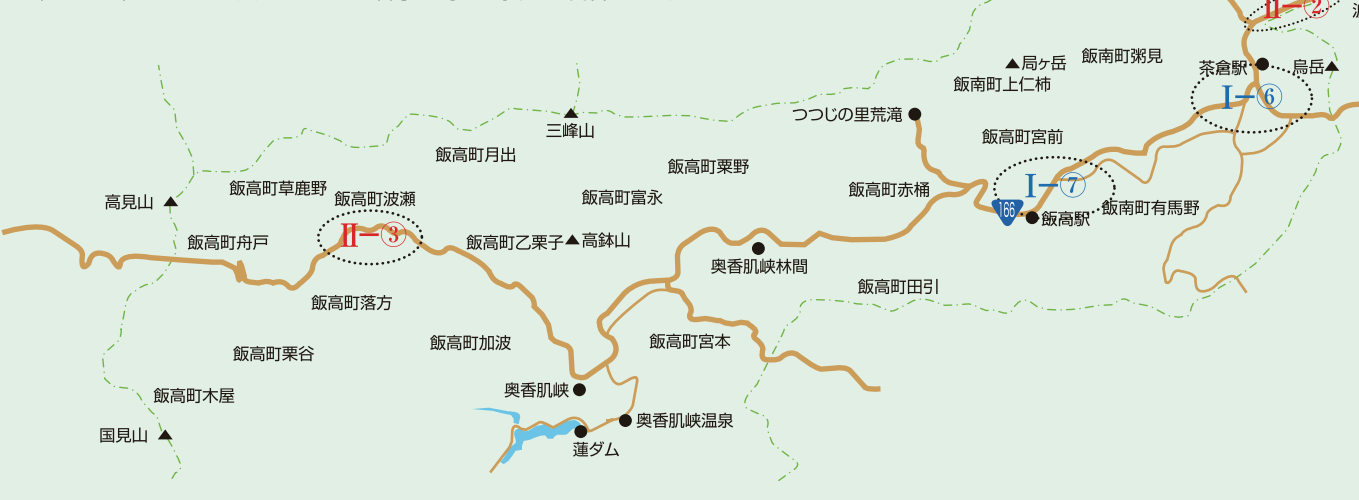 II−②
飯南町粥見
局ヶ岳
茶倉駅
烏岳
飯南町上仁柿
I−⑥
つつじの里荒滝
三峰山
飯高町宮前
飯高町月出
飯高町粟野
I−⑦
飯高町草鹿野
飯高町波瀬
飯高町富永
飯高町赤桶
高見山
166
飯南町有馬野
飯高駅
II−③
飯高町舟戸
飯高町乙栗子
高鉢山
奥香肌峡林間
飯高町田引
飯高町落方
飯高町加波
飯高町宮本
飯高町栗谷
奥香肌峡
飯高町木屋
奥香肌峡温泉
国見山
蓮ダム